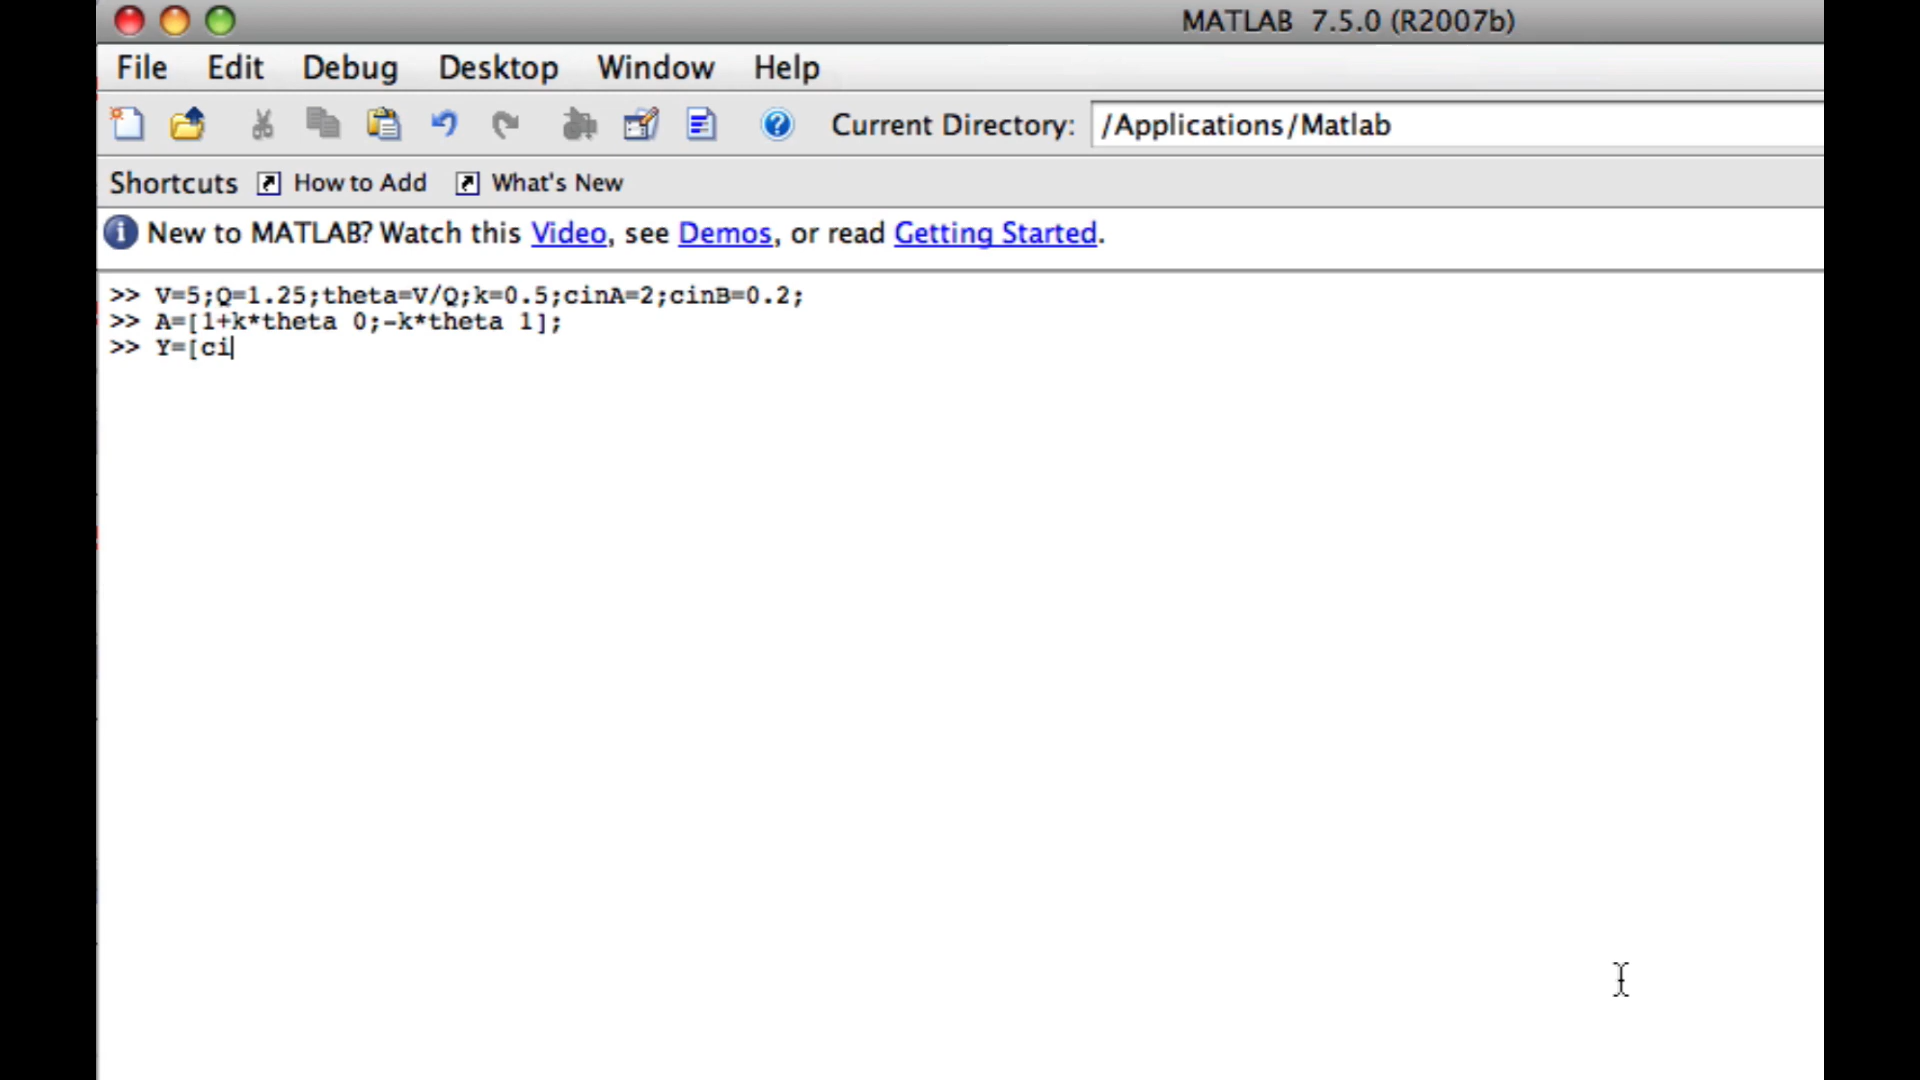 MATLAB 7.5.0 (R2007b)
File Edit Debug Desktop Window Help
Current Directory: /Applications/Matlab
Shortcuts How to Add What's New
New to MATLAB? Watch this Video, see Demos, or read Getting Started.
>> V=5;Q=1.25;theta=V/Q;k=0.5;cinA=2;cinB=0.2;
>> A=[1+k*theta 0;-k*theta 1];
>> Y=[ci